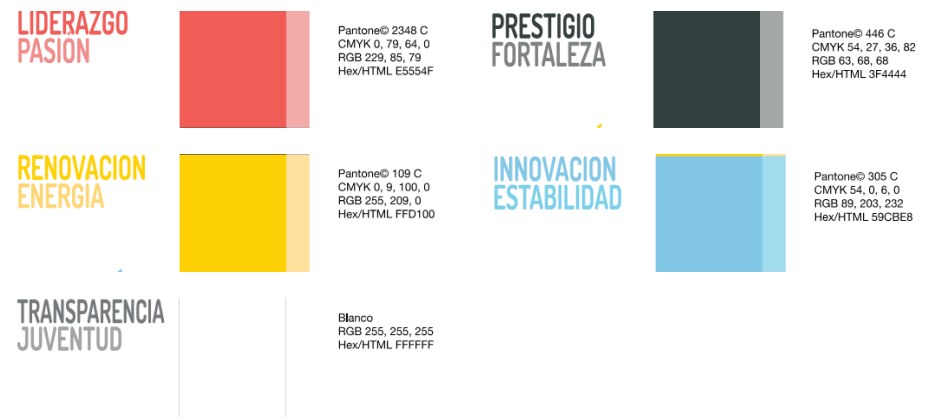 LIDERAZGO
PASIÓN
Pantone© 2348 C
CMYK 0, 79, 64, 0
RGB 229, 85, 79
Hex/HTML E5554F
PRESTIGIO
FORTALEZA
Pantone© 446 C
CMYK 54, 27, 36, 82
RGB 63, 68, 68
Hex/HTML 3F4444
RENOVACION
ENERGÍA
Pantone© 109 C
CMYK 0, 9, 100, 0
RGB 255, 209, 0
Hex/HTML FFD100
INNOVACION
ESTABILIDAD
Pantone© 305 C
CMYK 54, 0, 6, 0
RGB 89, 203, 232
Hex/HTML 59CBE8
TRANSPARENCIA
JUVENTUD
Blanco
RGB 255, 255, 255
Hex/HTML FFFFFF